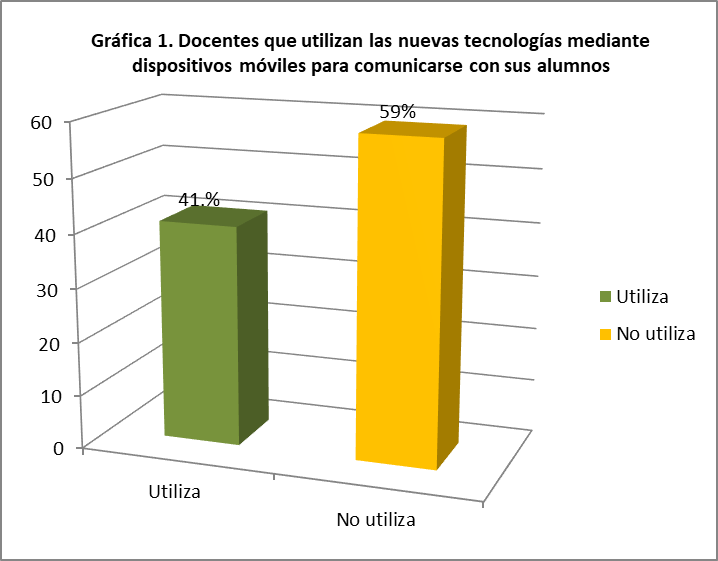 Gráfica 1. Docentes que utilizan las nuevas tecnologías mediante
dispositivos móviles para comunicarse con sus alumnos
59%
41.%
60
50
40
30
20
10
0
Utiliza
No utiliza
Utiliza
No utiliza